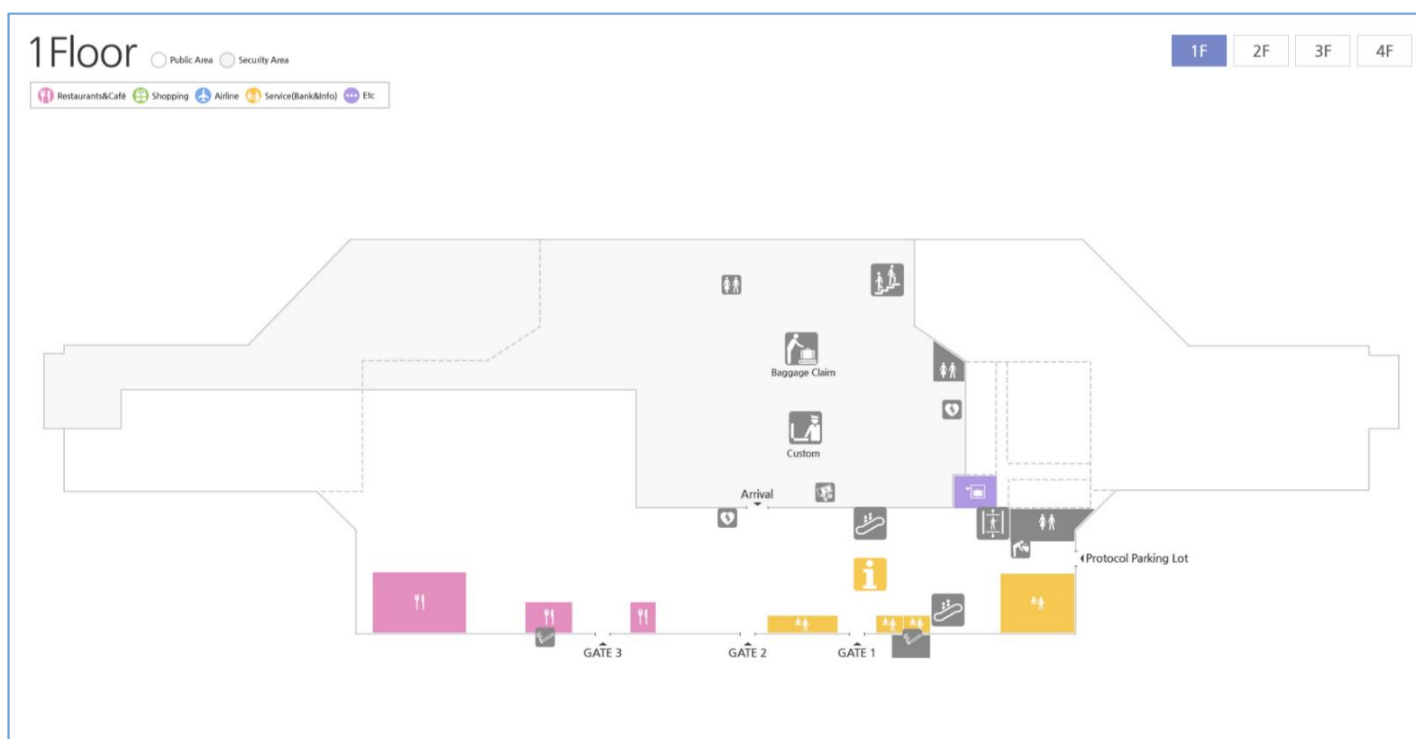 1Floor Public Area Security Area
1F 2F 3F 4F
Restaurants&Café Shopping Airline Service(Bank&Info) Etc
Baggage Claim
Custom
Arrival
Protocol Parking Lot
GATE 3 GATE 2 GATE 1